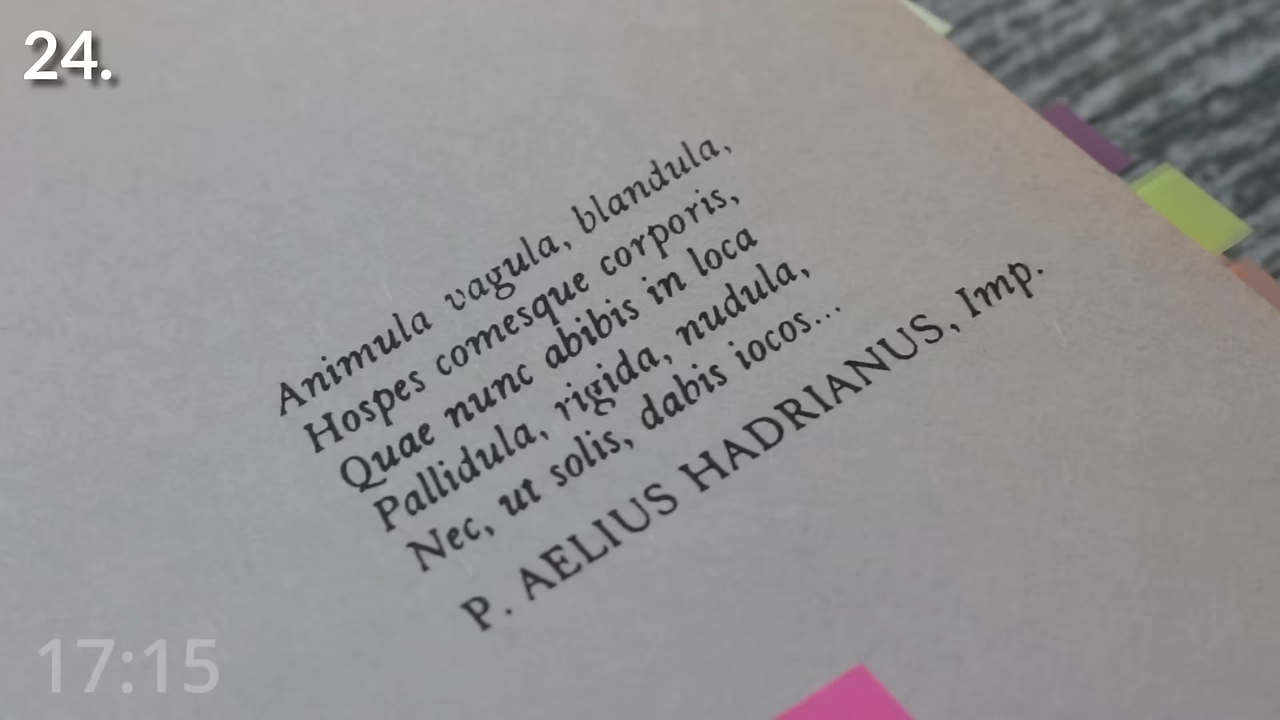 24.
Animula vagula, blandula,
Hospes comesque corporis,
Quae nunc abibis in loca
Pallidula, rigida, nudula,
Nec, ut solis, dabis iocos...
P. AELIUS HADRIANUS, Imp.
17:15